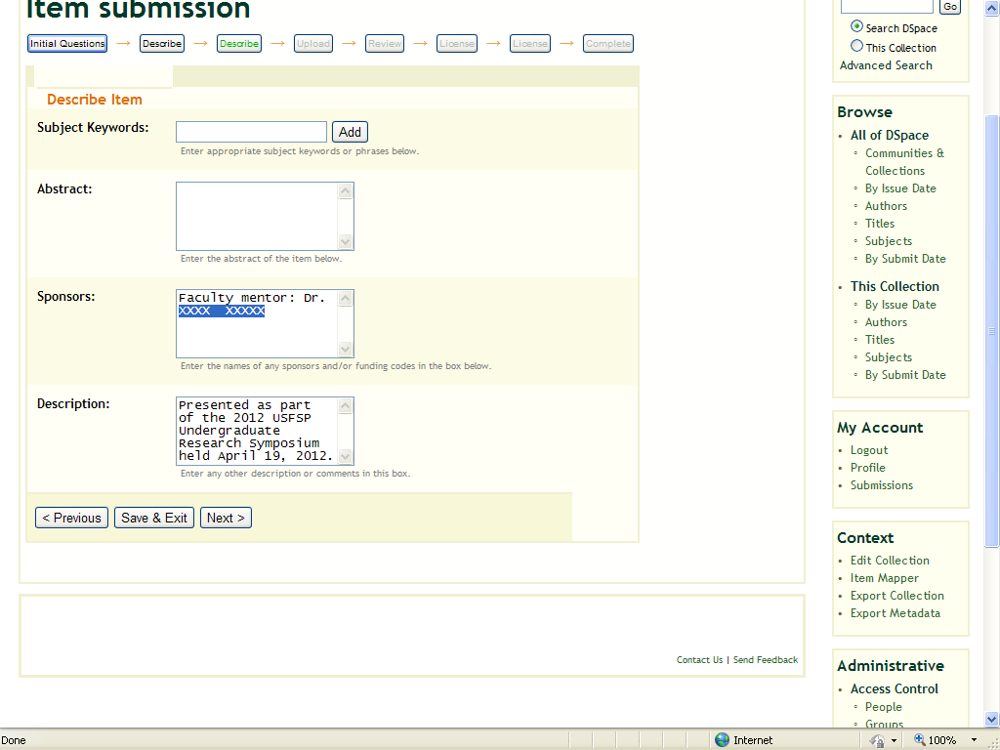 Item submission
Initial Questions → Describe → Describe → Upload → Review → License → License → Complete
Describe Item
Subject Keywords:
Add
Enter appropriate subject keywords or phrases below.
Abstract:
Enter the abstract of the item below.
Sponsors:
Faculty mentor: Dr.
XXXX XXXXX
Enter the names of any sponsors and/or funding codes in the box below.
Description:
Presented as part
of the 2012 USFSP
Undergraduate
Research Symposium
held April 19, 2012.
Enter any other description or comments in this box.
< Previous
Save & Exit
Next >
Contact Us | Send Feedback
Go
Search DSpace
This Collection
Advanced Search
Browse
All of DSpace
Communities &
Collections
By Issue Date
Authors
Titles
Subjects
By Submit Date
This Collection
By Issue Date
Authors
Titles
Subjects
By Submit Date
My Account
Logout
Profile
Submissions
Context
Edit Collection
Item Mapper
Export Collection
Export Metadata
Administrative
Access Control
People
Groups
Done
Internet
100%